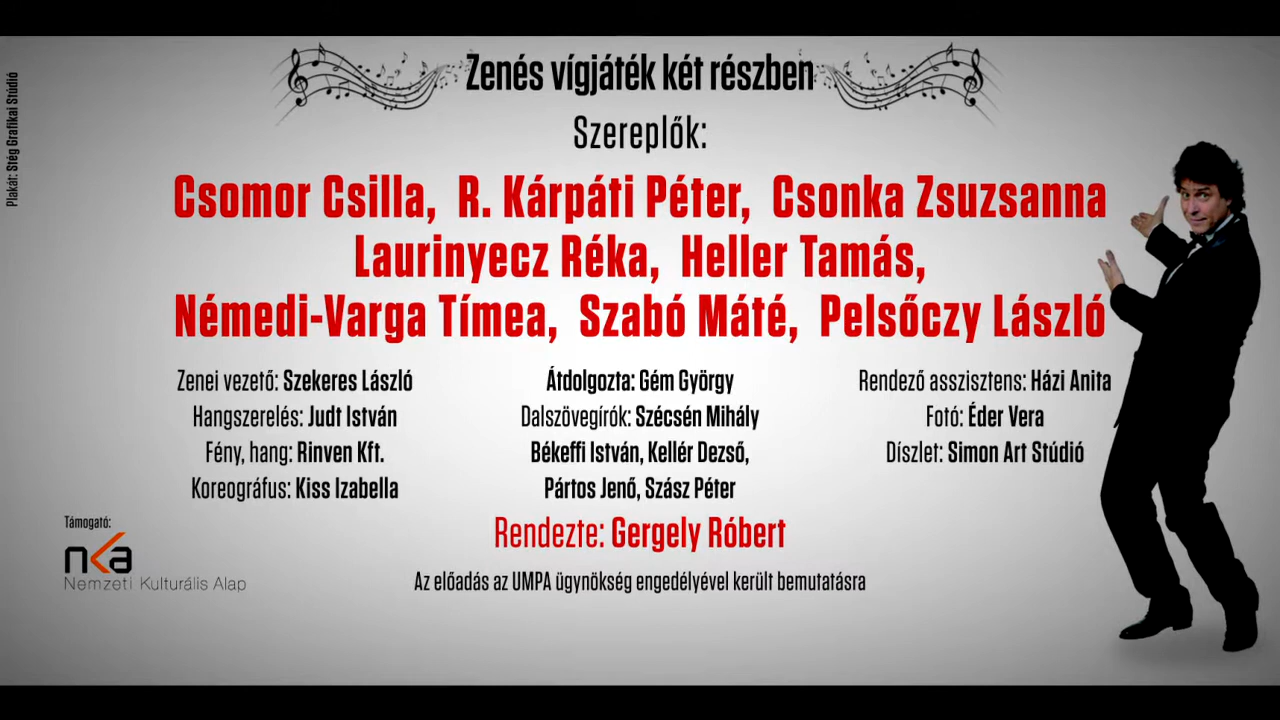 Plakát: Stég Grafikai Stúdió
Zenés vígjáték két részben
Szereplők:
Csomor Csilla, R. Kárpáti Péter, Csonka Zsuzsanna
Laurinyecz Réka, Heller Tamás,
Némedi-Varga Tímea, Szabó Máté, Pelsőczy László
Zenei vezető: Szekeres László
Hangszerelés: Judt István
Fény, hang: Rinven Kft.
Koreográfus: Kiss Izabella
Átdolgozta: Gém György
Dalszövegírók: Szécsén Mihály
Békeffi István, Kellér Dezső,
Pártos Jenő, Szász Péter
Rendező asszisztens: Házi Anita
Fotó: Éder Vera
Díszlet: Simon Art Stúdió
Rendezte: Gergely Róbert
Támogató:
nka
Nemzeti Kulturális Alap
Az előadás az UMPA ügynökség engedélyével került bemutatásra